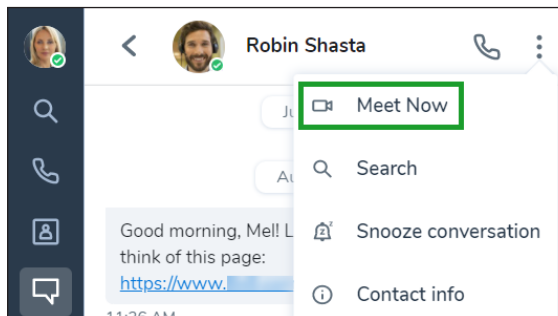 Robin Shasta
Meet Now
Search
Snooze conversation
Contact info
Good morning, Mel! L
think of this page:
https://www.
11:26 AM